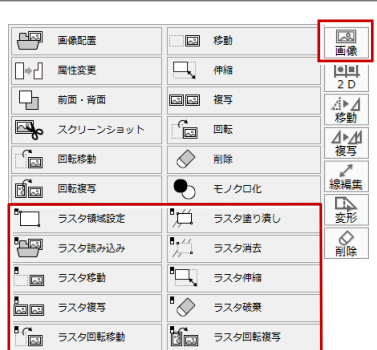 画像配置 移動 画像
属性変更 伸縮 2D
前面・背面 複写 移動
スクリーンショット 回転 複写
回転移動 削除 線編集
回転複写 モノクロ化 変形
ラスタ領域設定 ラスタ塗り潰し 削除
ラスタ読み込み ラスタ消去
ラスタ移動 ラスタ伸縮
ラスタ複写 ラスタ破棄
ラスタ回転移動 ラスタ回転複写